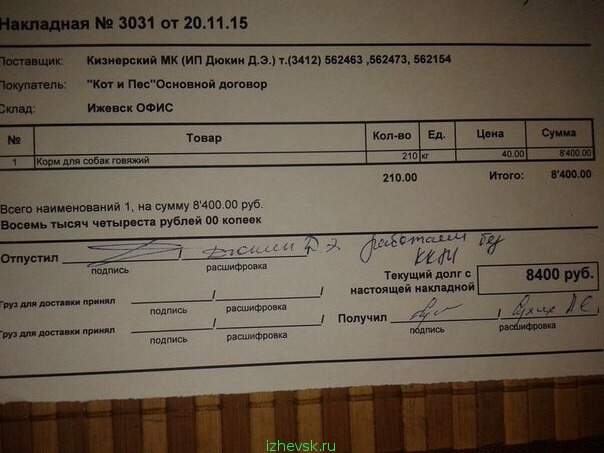 Накладная № 3031 от 20.11.15
Поставщик: Кизнерский МК (ИП Дюкин Д.Э.) т.(3412) 562463 ,562473, 562154
Покупатель: "Кот и Пес"Основной договор
Склад: Ижевск ОФИС
№ Товар Кол-во Ед. Цена Сумма
1 Корм для собак говяжий 210 кг 40.00 8'400.00
210.00 Итого: 8'400.00
Всего наименований 1, на сумму 8'400.00 руб.
Восемь тысяч четыреста рублей 00 копеек
Отпустил / Дюкин Д.Э. работаем без
ККМ
подпись расшифровка
Текущий долг с настоящей накладной 8400 руб.
Груз для доставки принял / /
подпись расшифровка
Получил / /
подпись расшифровка
Груз для доставки принял / /
подпись расшифровка
izhevsk.ru